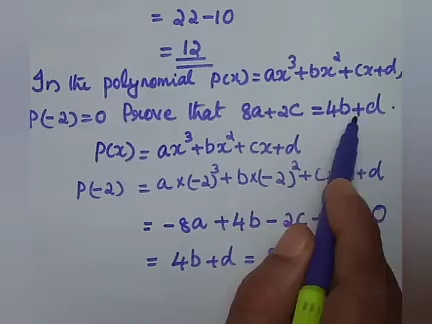 = 22-10
= 12
In the polynomial P(x) = ax³+bx²+cx+d,
P(-2)=0 Prove that 8a+2c = 4b+d.
P(x) = ax³+bx²+cx+d
P(-2) = a×(-2)³+b×(-2)²+c + d
= -8a + 4b - 2c 0
= 4b+d =